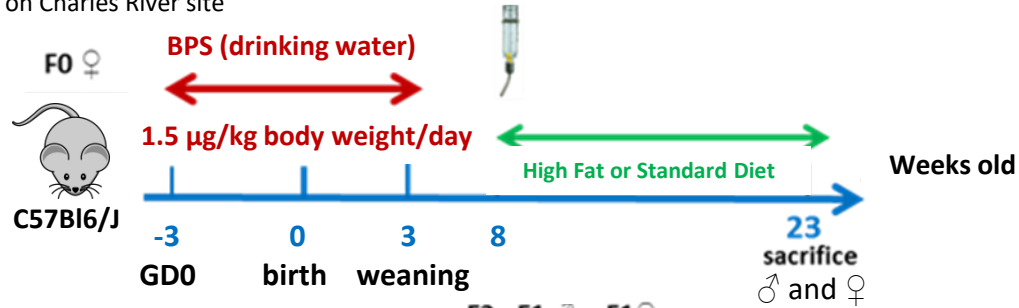 on Charles River site
BPS (drinking water)
F0 ♀
1.5 µg/kg body weight/day
High Fat or Standard Diet
Weeks old
C57Bl6/J
-3 0 3 8 23
GD0 birth weaning sacrifice
♂ and ♀